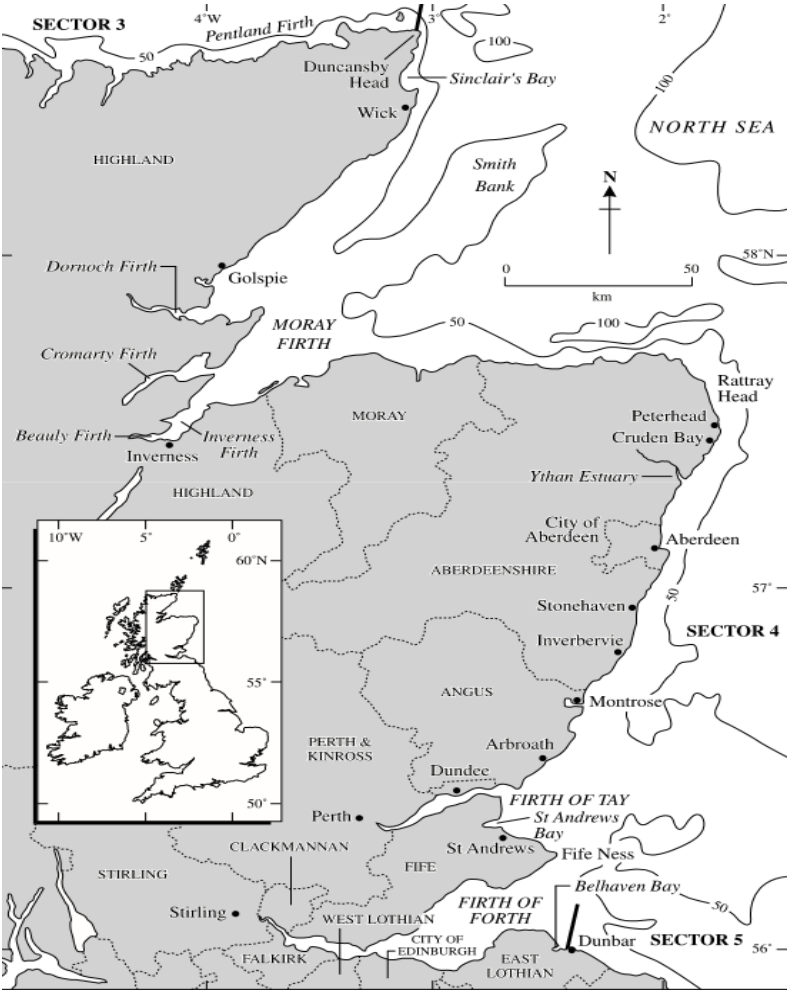 4°W
3°
2°
SECTOR 3
Pentland Firth
50
100
Duncansby
Head
Sinclair's Bay
Wick
100
NORTH SEA
HIGHLAND
Smith
Bank
N
58°N
Dornoch Firth
Golspie
0
50
km
MORAY
FIRTH
50
100
Cromarty Firth
Rattray
Head
MORAY
Peterhead
Cruden Bay
Beauly Firth
Inverness
Firth
Inverness
Ythan Estuary
HIGHLAND
City of
Aberdeen
Aberdeen
10°W
5°
0°
60°N
ABERDEENSHIRE
57°
50
Stonehaven
SECTOR 4
Inverbervie
55°
ANGUS
Montrose
PERTH &
KINROSS
Arbroath
Dundee
50°
FIRTH OF TAY
Perth
St Andrews
Bay
CLACKMANNAN
St Andrews
Fife Ness
FIFE
STIRLING
Belhaven Bay
FIRTH OF
FORTH
50
Stirling
WEST LOTHIAN
CITY OF
EDINBURGH
Dunbar
SECTOR 5
56°
FALKIRK
EAST
LOTHIAN